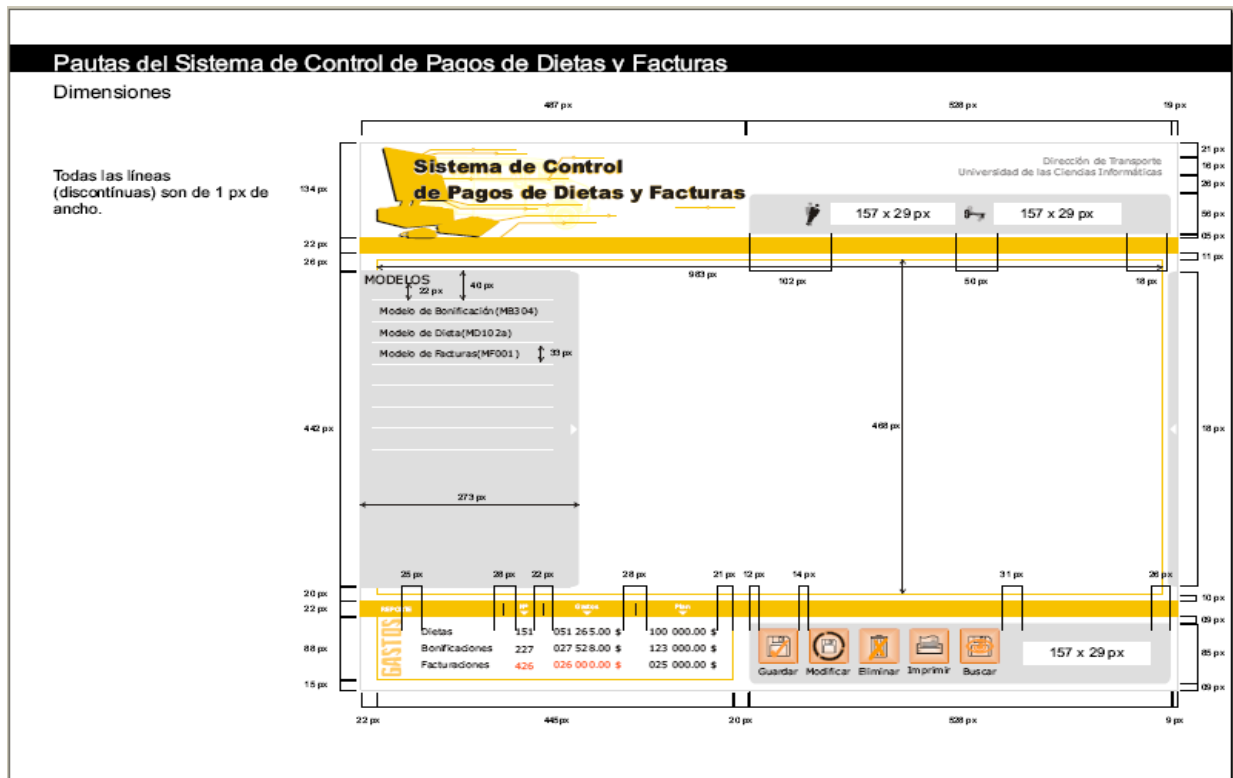 Pautas del Sistema de Control de Pagos de Dietas y Facturas
Dimensiones
487 px
528 px
19 px
Todas las líneas
(discontínuas) son de 1 px de
ancho.
134 px
22 px
26 px
Sistema de Control
de Pagos de Dietas y Facturas
Dirección de Transporte
Universidad de las Ciencias Informáticas
157 x 29 px
157 x 29 px
21 px
16 px
26 px
56 px
05 px
11 px
983 px
102 px
50 px
18 px
MODELOS
22 px
40 px
Modelo de Bonificación(MB304)
Modelo de Dieta(MD102a)
Modelo de Facturas(MF001)
33 px
442 px
468 px
18 px
273 px
25 px
28 px
22 px
28 px
21 px
12 px
14 px
31 px
26 px
20 px
22 px
10 px
REPORTE
Nº
Gastos
Plan
09 px
GASTOS
Dietas 151 051 265.00 $ 100 000.00 $
Bonificaciones 227 027 528.00 $ 123 000.00 $
Facturaciones 426 026 000.00 $ 025 000.00 $
88 px
15 px
Guardar
Modificar
Eliminar
Imprimir
Buscar
157 x 29 px
85 px
09 px
22 px
445px
20 px
528 px
9 px